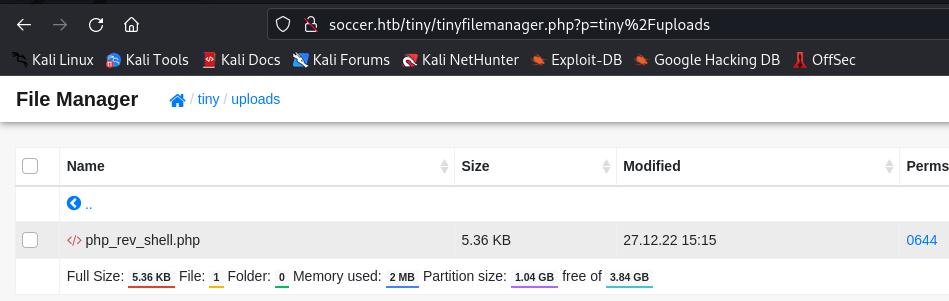 soccer.htb/tiny/tinyfilemanager.php?p=tiny%2Fuploads
Kali Linux Kali Tools Kali Docs Kali Forums Kali NetHunter Exploit-DB Google Hacking DB OffSec
File Manager / tiny / uploads
Name Size Modified Perms
..
php_rev_shell.php 5.36 KB 27.12.22 15:15 0644
Full Size: 5.36 KB File: 1 Folder: 0 Memory used: 2 MB Partition size: 1.04 GB free of 3.84 GB